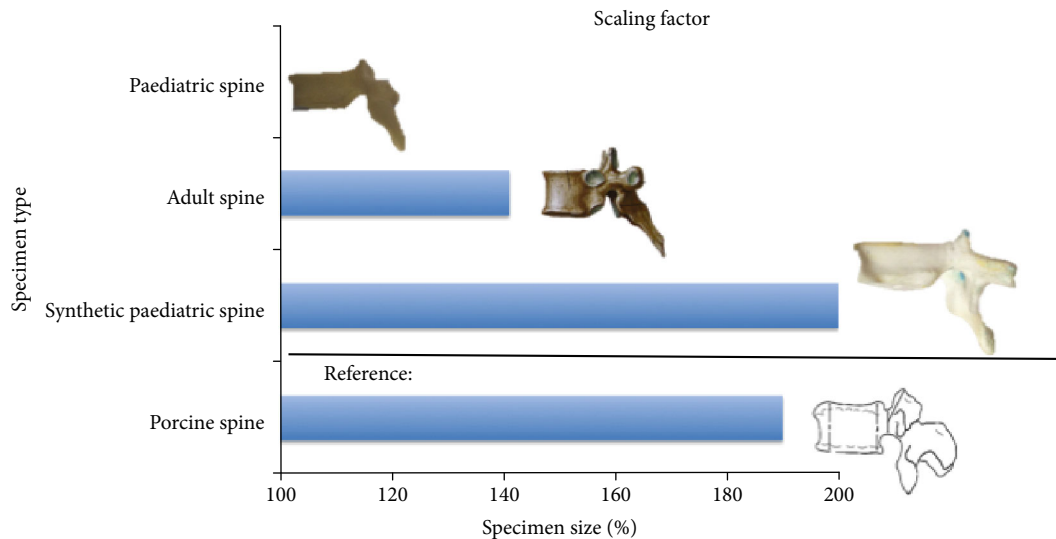 Scaling factor
Specimen type
Paediatric spine
Adult spine
Synthetic paediatric spine
Reference:
Porcine spine
100 120 140 160 180 200
Specimen size (%)